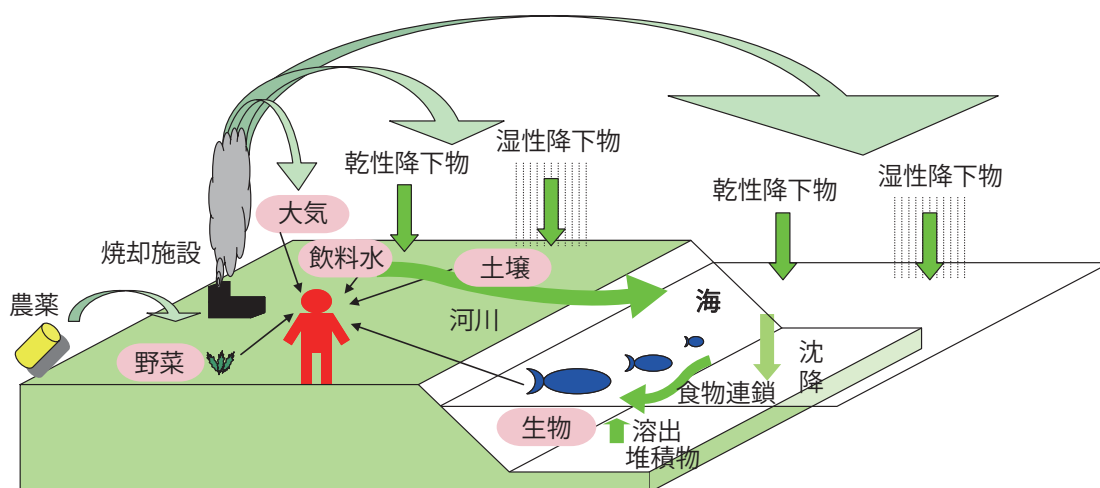 湿性降下物
乾性降下物
湿性降下物
乾性降下物
大気
焼却施設
飲料水
土壌
海
農薬
河川
野菜
沈降
食物連鎖
生物
溶出
堆積物